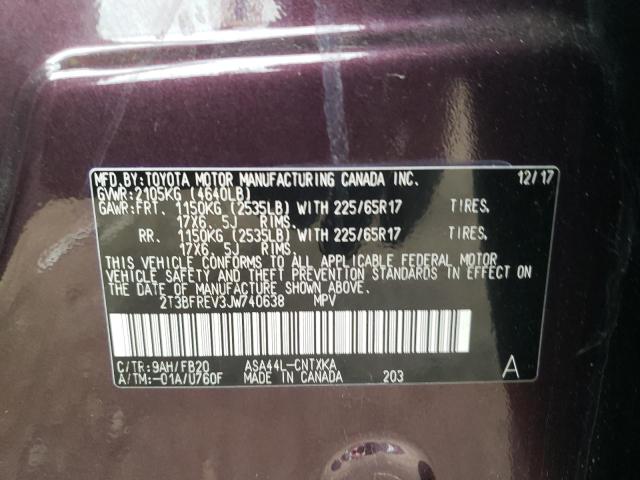 MFD.BY:TOYOTA MOTOR MANUFACTURING CANADA INC. 12/17
GVWR:2105KG (4640LB)
GAWR:FRT. 1150KG (2535LB) WITH 225/65R17 TIRES,
17X6.5J RIMS.
RR. 1150KG (2535LB) WITH 225/65R17 TIRES,
17X6.5J RIMS.
THIS VEHICLE CONFORMS TO ALL APPLICABLE FEDERAL MOTOR
VEHICLE SAFETY AND THEFT PREVENTION STANDARDS IN EFFECT ON
THE DATE OF MANUFACTURE SHOWN ABOVE.
2T3BFREV3JW740638 MPV
C/TR:9AH/FB20 ASA44L-CNTXKA
A/TM:-01A/U760F MADE IN CANADA 203 A